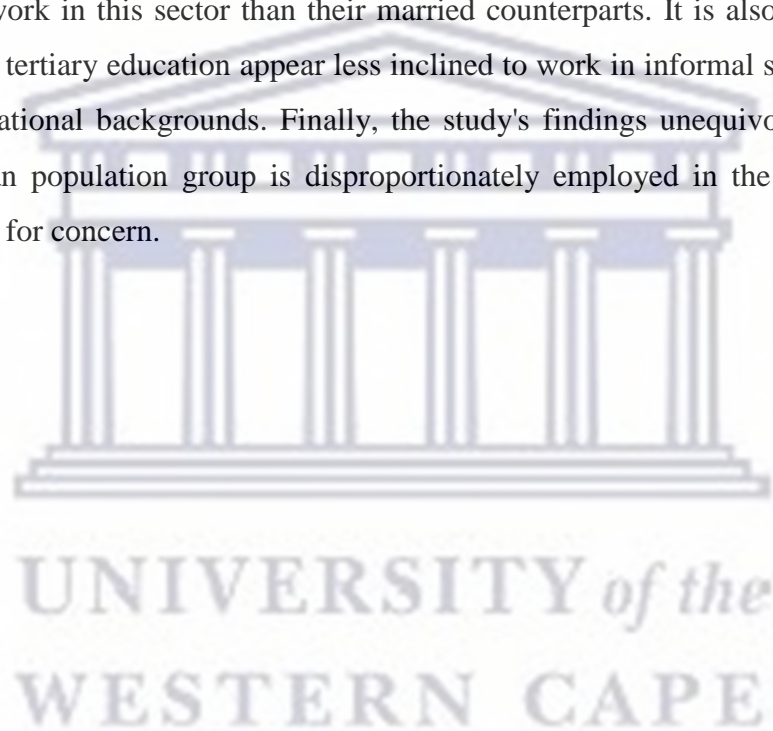 work in this sector than their married counterparts. It is also
tertiary education appear less inclined to work in informal s
ational backgrounds. Finally, the study's findings unequivo
an population group is disproportionately employed in the
for concern.
UNIVERSITY of the
WESTERN CAPE